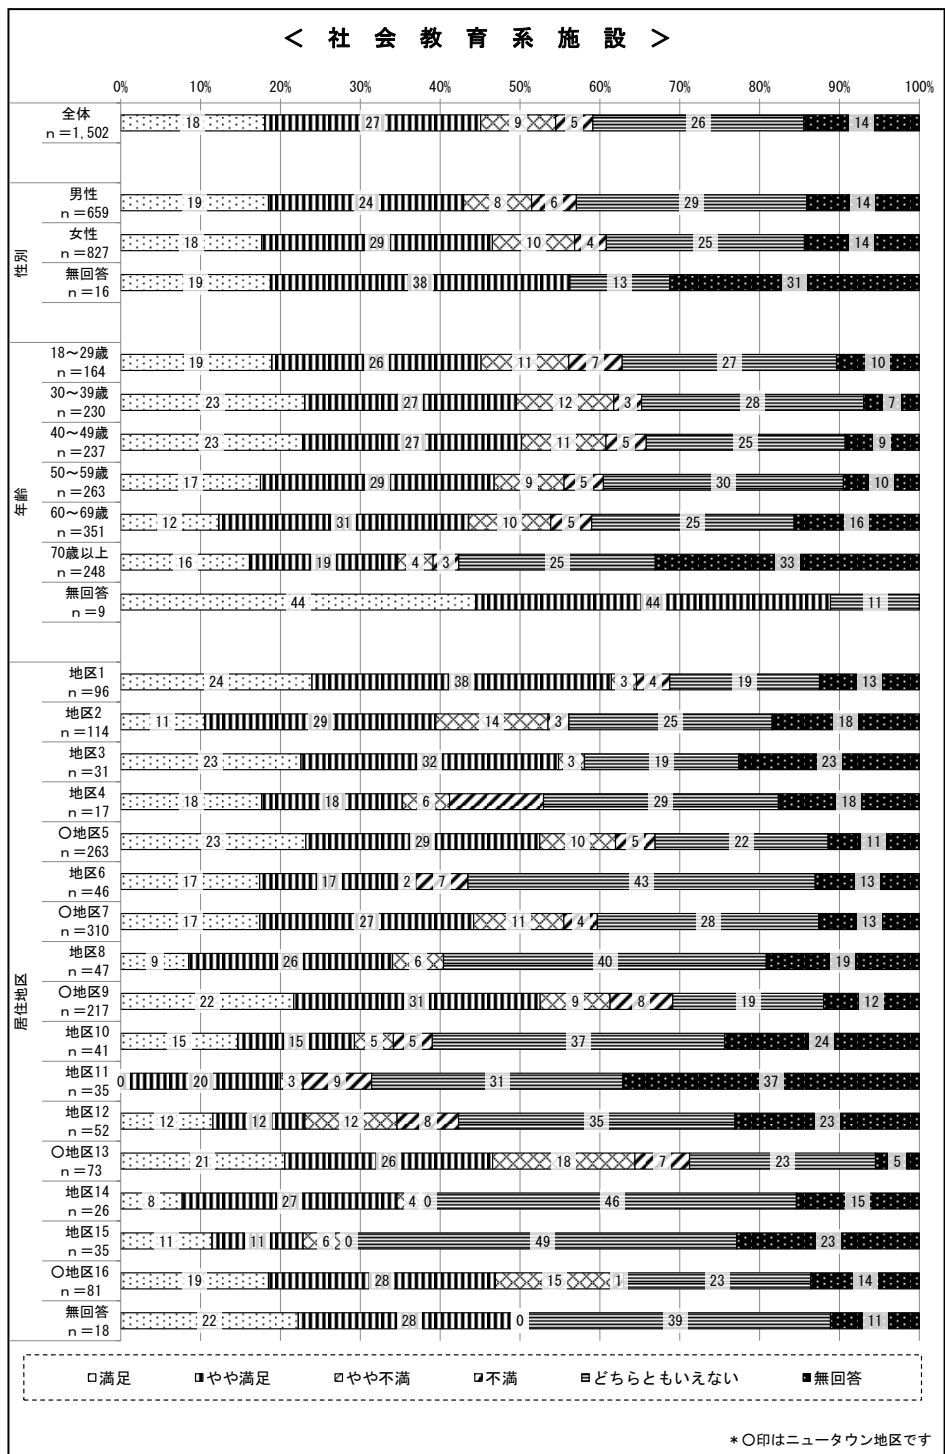 ＜ 社 会 教 育 系 施 設 ＞
0% 10% 20% 30% 40% 50% 60% 70% 80% 90% 100%
全体
ｎ＝1,502
18 27 9 5 26 14
性別
男性
ｎ＝659
19 24 8 6 29 14
女性
ｎ＝827
18 29 10 4 25 14
無回答
ｎ＝16
19 38 13 31
年齢
18～29歳
ｎ＝164
19 26 11 7 27 10
30～39歳
ｎ＝230
23 27 12 3 28 7
40～49歳
ｎ＝237
23 27 11 5 25 9
50～59歳
ｎ＝263
17 29 9 5 30 10
60～69歳
ｎ＝351
12 31 10 5 25 16
70歳以上
ｎ＝248
16 19 4 3 25 33
無回答
ｎ＝9
44 44 11
居住地区
地区1
ｎ＝96
24 38 3 4 19 13
地区2
ｎ＝114
11 29 14 3 25 18
地区3
ｎ＝31
23 32 3 19 23
地区4
ｎ＝17
18 18 6 29 18
〇地区5
ｎ＝263
23 29 10 5 22 11
地区6
ｎ＝46
17 17 2 7 43 13
〇地区7
ｎ＝310
17 27 11 4 28 13
地区8
ｎ＝47
9 26 6 40 19
〇地区9
ｎ＝217
22 31 9 8 19 12
地区10
ｎ＝41
15 15 5 5 37 24
地区11
ｎ＝35
0 20 3 9 31 37
地区12
ｎ＝52
12 12 12 8 35 23
〇地区13
ｎ＝73
21 26 18 7 23 5
地区14
ｎ＝26
8 27 4 0 46 15
地区15
ｎ＝35
11 11 6 0 49 23
〇地区16
ｎ＝81
19 28 15 1 23 14
無回答
ｎ＝18
22 28 0 39 11
満足 やや満足 やや不満 不満 どちらともいえない 無回答
＊〇印はニュータウン地区です